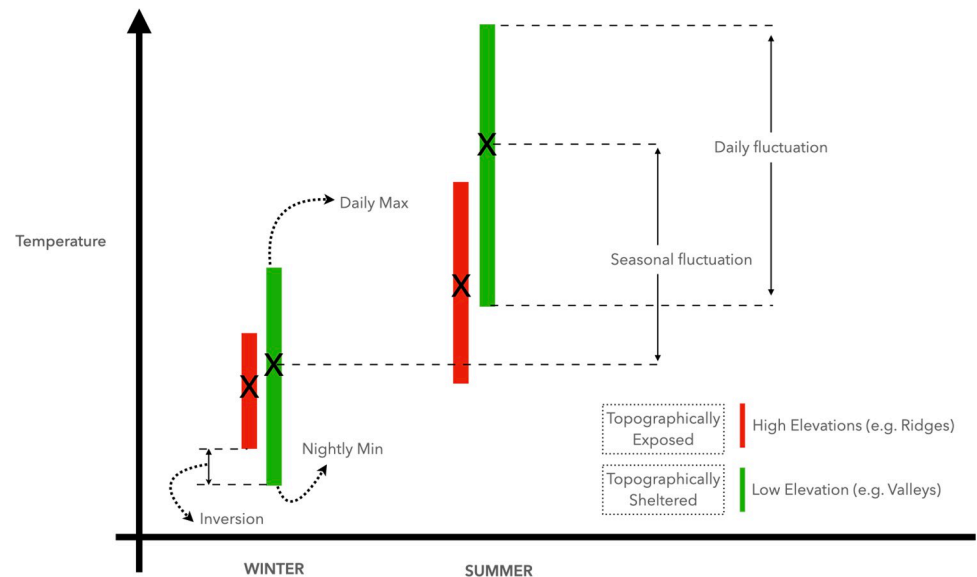 Daily fluctuation
Daily Max
Temperature
Seasonal fluctuation
X
X
X
X
Topographically
Exposed
High Elevations (e.g. Ridges)
Nightly Min
Topographically
Sheltered
Low Elevation (e.g. Valleys)
Inversion
WINTER
SUMMER